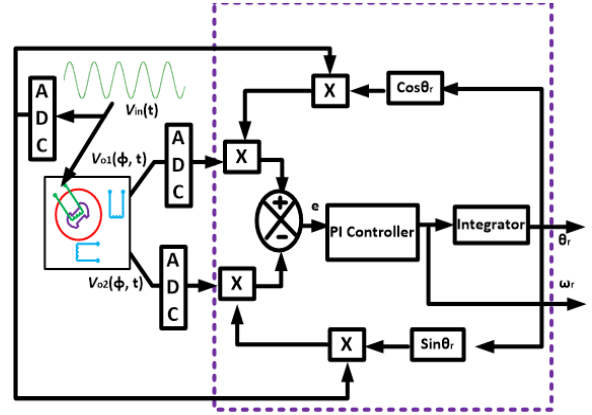 X
Cosθr
A
D
C
Vin(t)
Vo1(ϕ, t)
A
D
C
X
+
-
e
PI Controller
Integrator
θr
ωr
Vo2(ϕ, t)
A
D
C
X
X
Sinθr